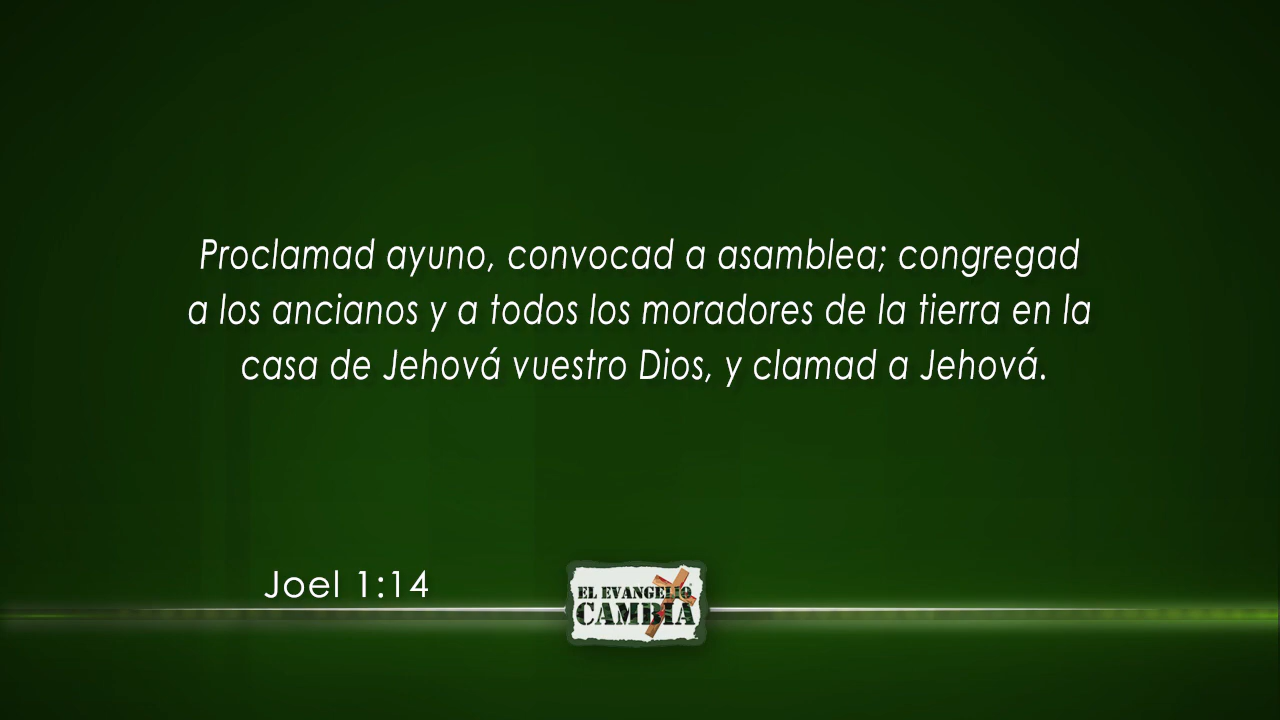 Proclamad ayuno, convocad a asamblea; congregad
a los ancianos y a todos los moradores de la tierra en la
casa de Jehová vuestro Dios, y clamad a Jehová.
Joel 1:14
EL EVANGELIO
CAMBIA